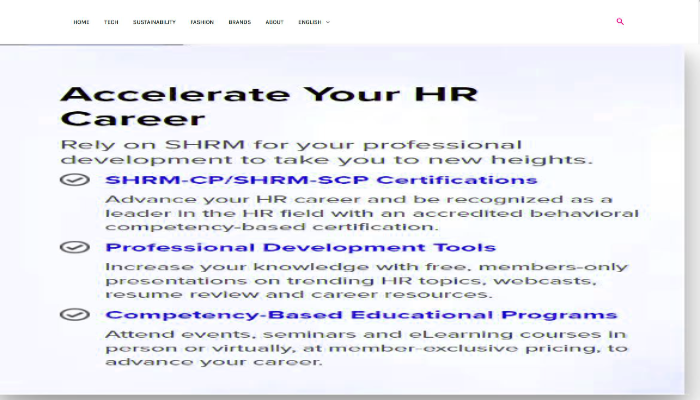 HOME TECH SUSTAINABILITY FASHION BRANDS ABOUT ENGLISH
Accelerate Your HR
Career
Rely on SHRM for your professional
development to take you to new heights.
SHRM-CP/SHRM-SCP Certifications
Advance your HR career and be recognized as a
leader in the HR field with an accredited behavioral
competency-based certification.
Professional Development Tools
Increase your knowledge with free, members-only
presentations on trending HR topics, webcasts,
resume review and career resources.
Competency-Based Educational Programs
Attend events, seminars and eLearning courses in
person or virtually, at member-exclusive pricing, to
advance your career.